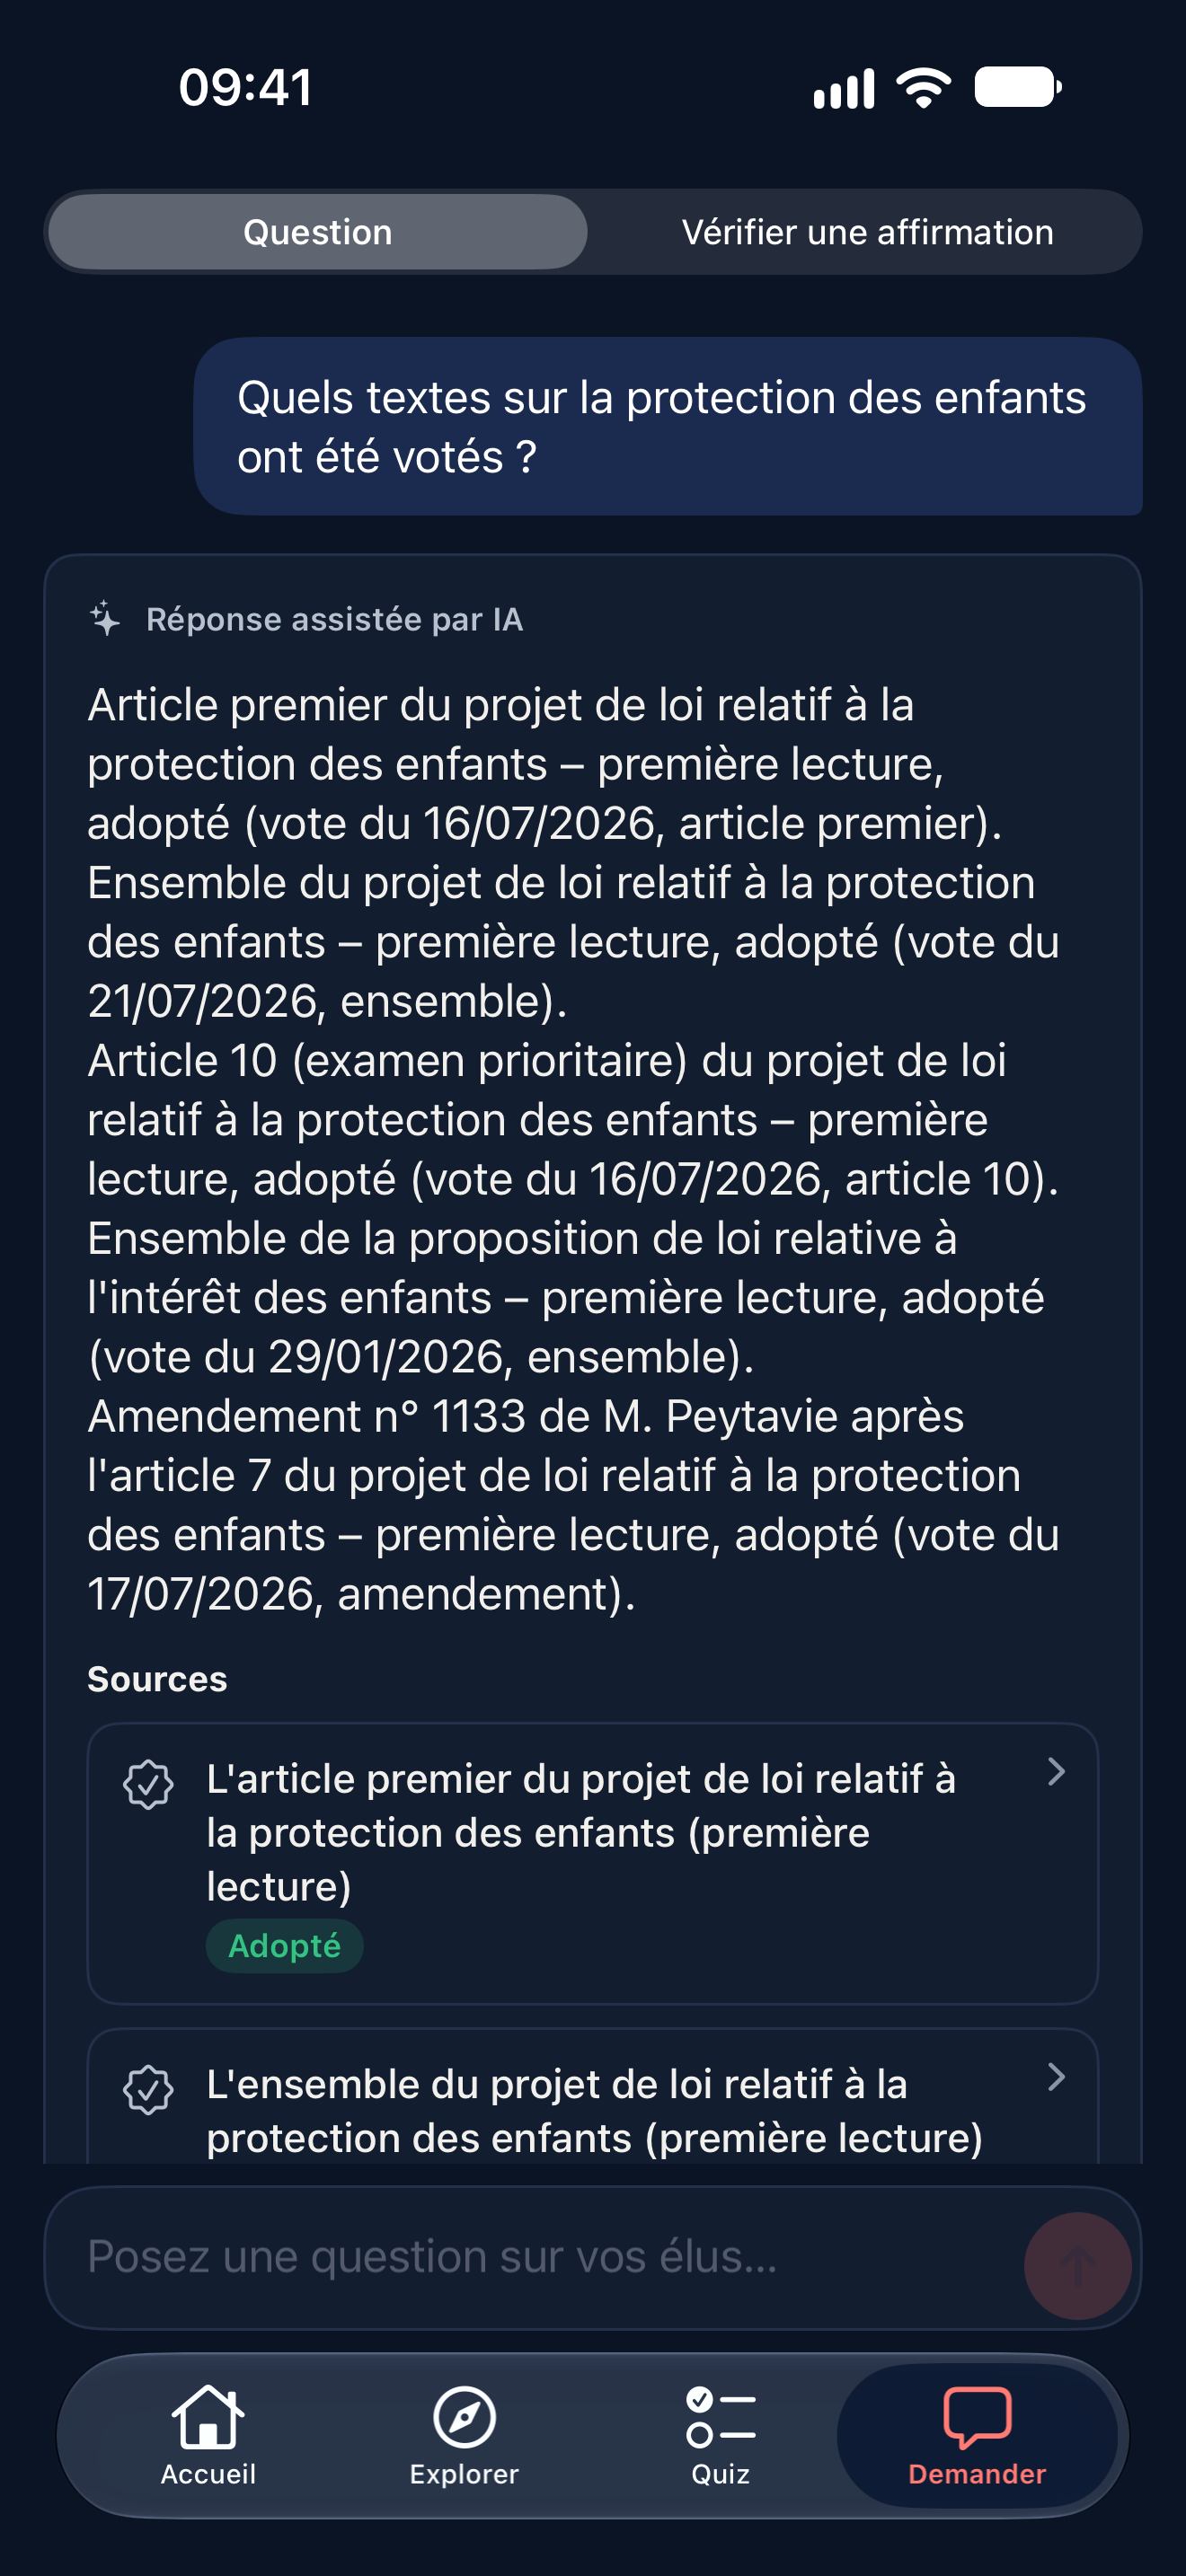 09:41
Question
Vérifier une affirmation
Quels textes sur la protection des enfants
ont été votés ?
Réponse assistée par IA
Article premier du projet de loi relatif à la
protection des enfants – première lecture,
adopté (vote du 16/07/2026, article premier).
Ensemble du projet de loi relatif à la protection
des enfants – première lecture, adopté (vote du
21/07/2026, ensemble).
Article 10 (examen prioritaire) du projet de loi
relatif à la protection des enfants – première
lecture, adopté (vote du 16/07/2026, article 10).
Ensemble de la proposition de loi relative à
l'intérêt des enfants – première lecture, adopté
(vote du 29/01/2026, ensemble).
Amendement n° 1133 de M. Peytavie après
l'article 7 du projet de loi relatif à la protection
des enfants – première lecture, adopté (vote du
17/07/2026, amendement).
Sources
L'article premier du projet de loi relatif à
la protection des enfants (première
lecture)
Adopté
L'ensemble du projet de loi relatif à la
protection des enfants (première lecture)
Posez une question sur vos élus...
Accueil
Explorer
Quiz
Demander